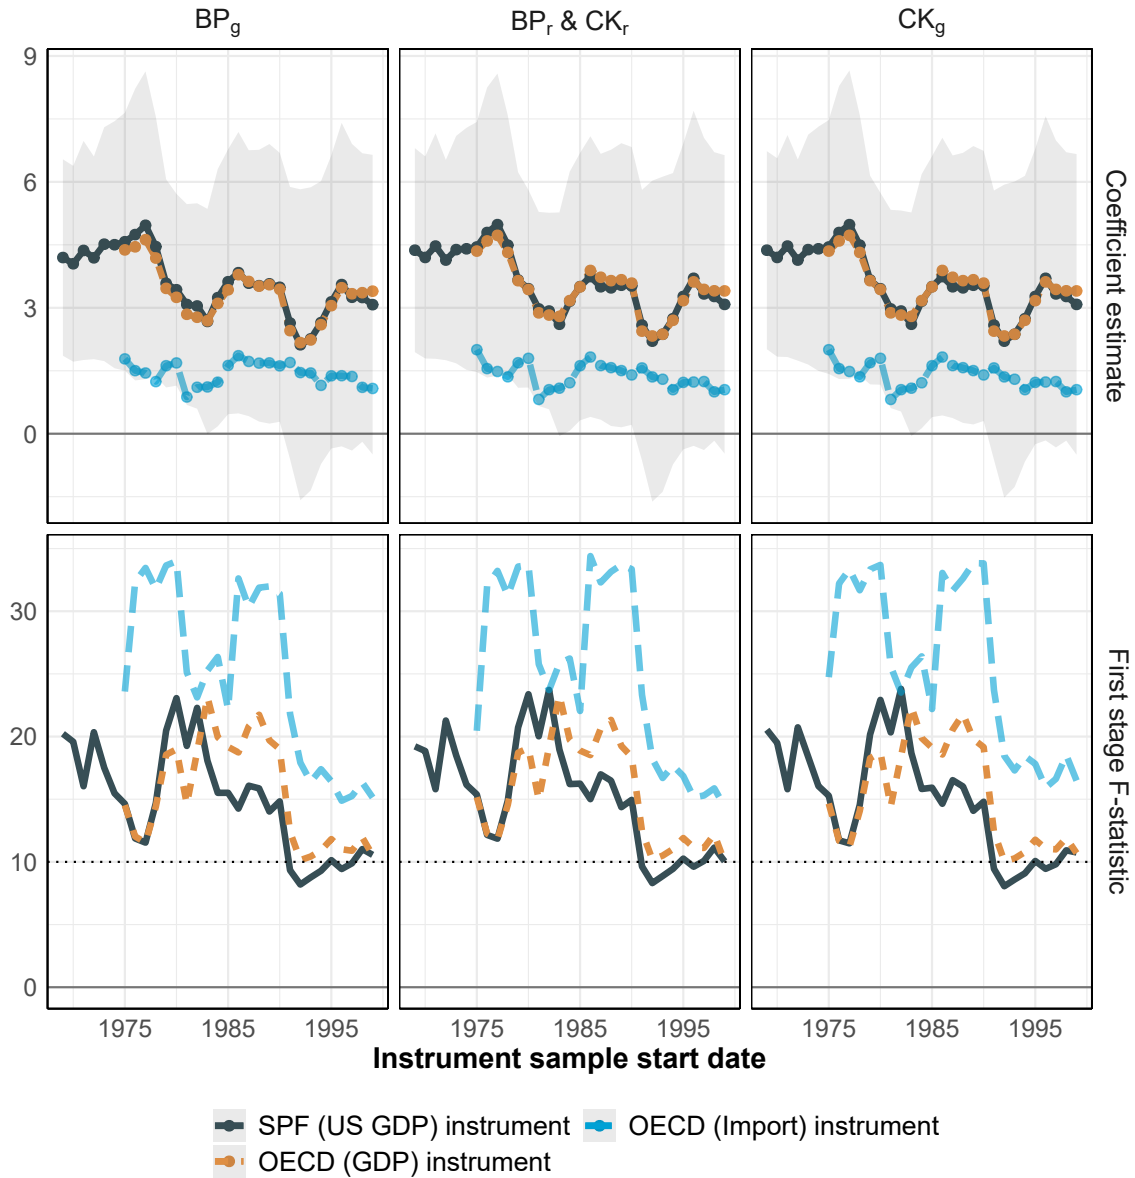 BPg
BPr & CKr
CKg
9
6
3
0
Coefficient estimate
30
20
10
0
First stage F-statistic
1975 1985 1995
1975 1985 1995
1975 1985 1995
Instrument sample start date
SPF (US GDP) instrument
OECD (Import) instrument
OECD (GDP) instrument